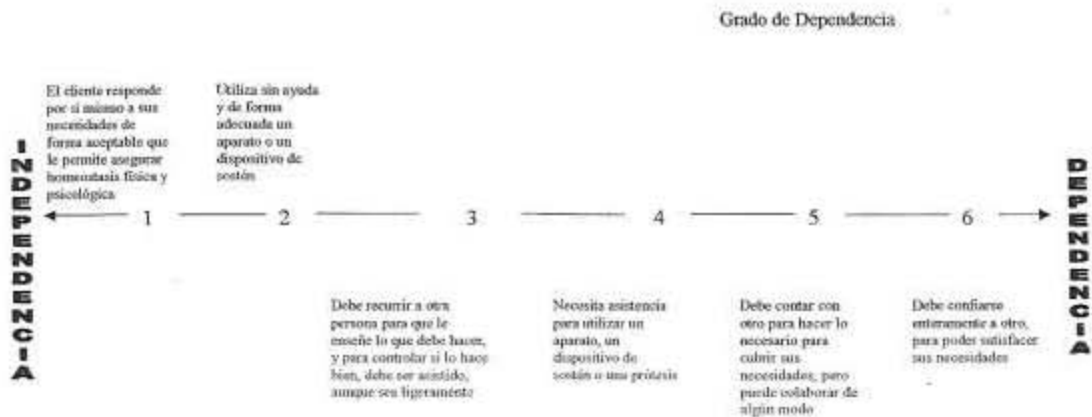 Grado de Dependencia
INDEPENDENCIA
El cliente responde
por si mismo a sus
necesidades de
forma aceptable que
le permite asegurar
homeostasis física y
psicológica
Utiliza sin ayuda
y de forma
adecuada un
aparato o un
dispositivo de
sostén
1
2
3
4
5
6
Debe recurrir a otra
persona para que le
enseñe lo que debe hacer,
y para controlar si lo hace
bien, debe ser asistido,
aunque sea ligeramente
Necesita asistencia
para utilizar un
aparato, un
dispositivo de
sostén o una prótesis
Debe contar con
otro para hacer lo
necesario para
cubrir sus
necesidades, pero
puede colaborar de
algún modo
Debe confiarse
enteramente a otro,
para poder satisfacer
sus necesidades
DEPENDENCIA